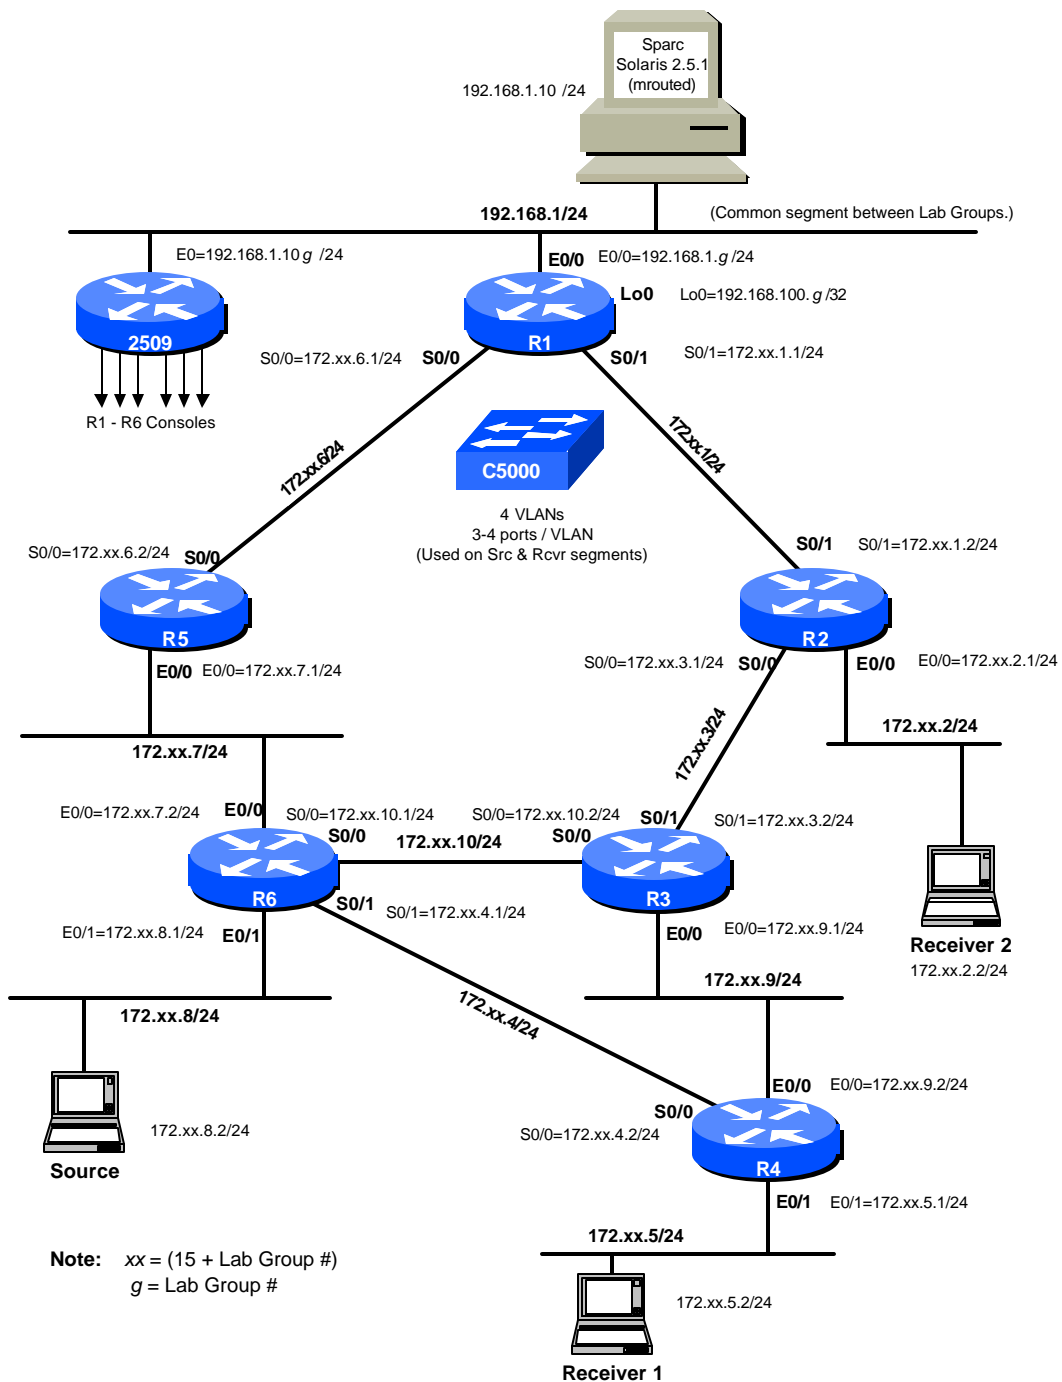 Sparc
Solaris 2.5.1
(mrouted)
192.168.1.10 /24
192.168.1/24
(Common segment between Lab Groups.)
E0=192.168.1.10 g /24
E0/0
E0/0=192.168.1.g /24
Lo0
Lo0=192.168.100. g /32
2509
R1
S0/0=172.xx.6.1/24
S0/0
S0/1
S0/1=172.xx.1.1/24
R1 - R6 Consoles
172.xx.6/24
172.xx.1/24
C5000
4 VLANs
3-4 ports / VLAN
(Used on Src & Rcvr segments)
S0/0=172.xx.6.2/24
S0/0
S0/1
S0/1=172.xx.1.2/24
R5
R2
E0/0
E0/0=172.xx.7.1/24
S0/0=172.xx.3.1/24
S0/0
E0/0
E0/0=172.xx.2.1/24
172.xx.7/24
172.xx.3/24
172.xx.2/24
E0/0=172.xx.7.2/24
E0/0
S0/0=172.xx.10.1/24
S0/0
S0/0=172.xx.10.2/24
S0/0
S0/1
S0/1=172.xx.3.2/24
172.xx.10/24
R6
R3
S0/1
S0/1=172.xx.4.1/24
E0/1=172.xx.8.1/24
E0/1
E0/0
E0/0=172.xx.9.1/24
Receiver 2
172.xx.2.2/24
172.xx.8/24
172.xx.4/24
172.xx.9/24
E0/0
E0/0=172.xx.9.2/24
S0/0
S0/0=172.xx.4.2/24
172.xx.8.2/24
Source
R4
E0/1
E0/1=172.xx.5.1/24
172.xx.5/24
Note: xx = (15 + Lab Group #)
g = Lab Group #
172.xx.5.2/24
Receiver 1